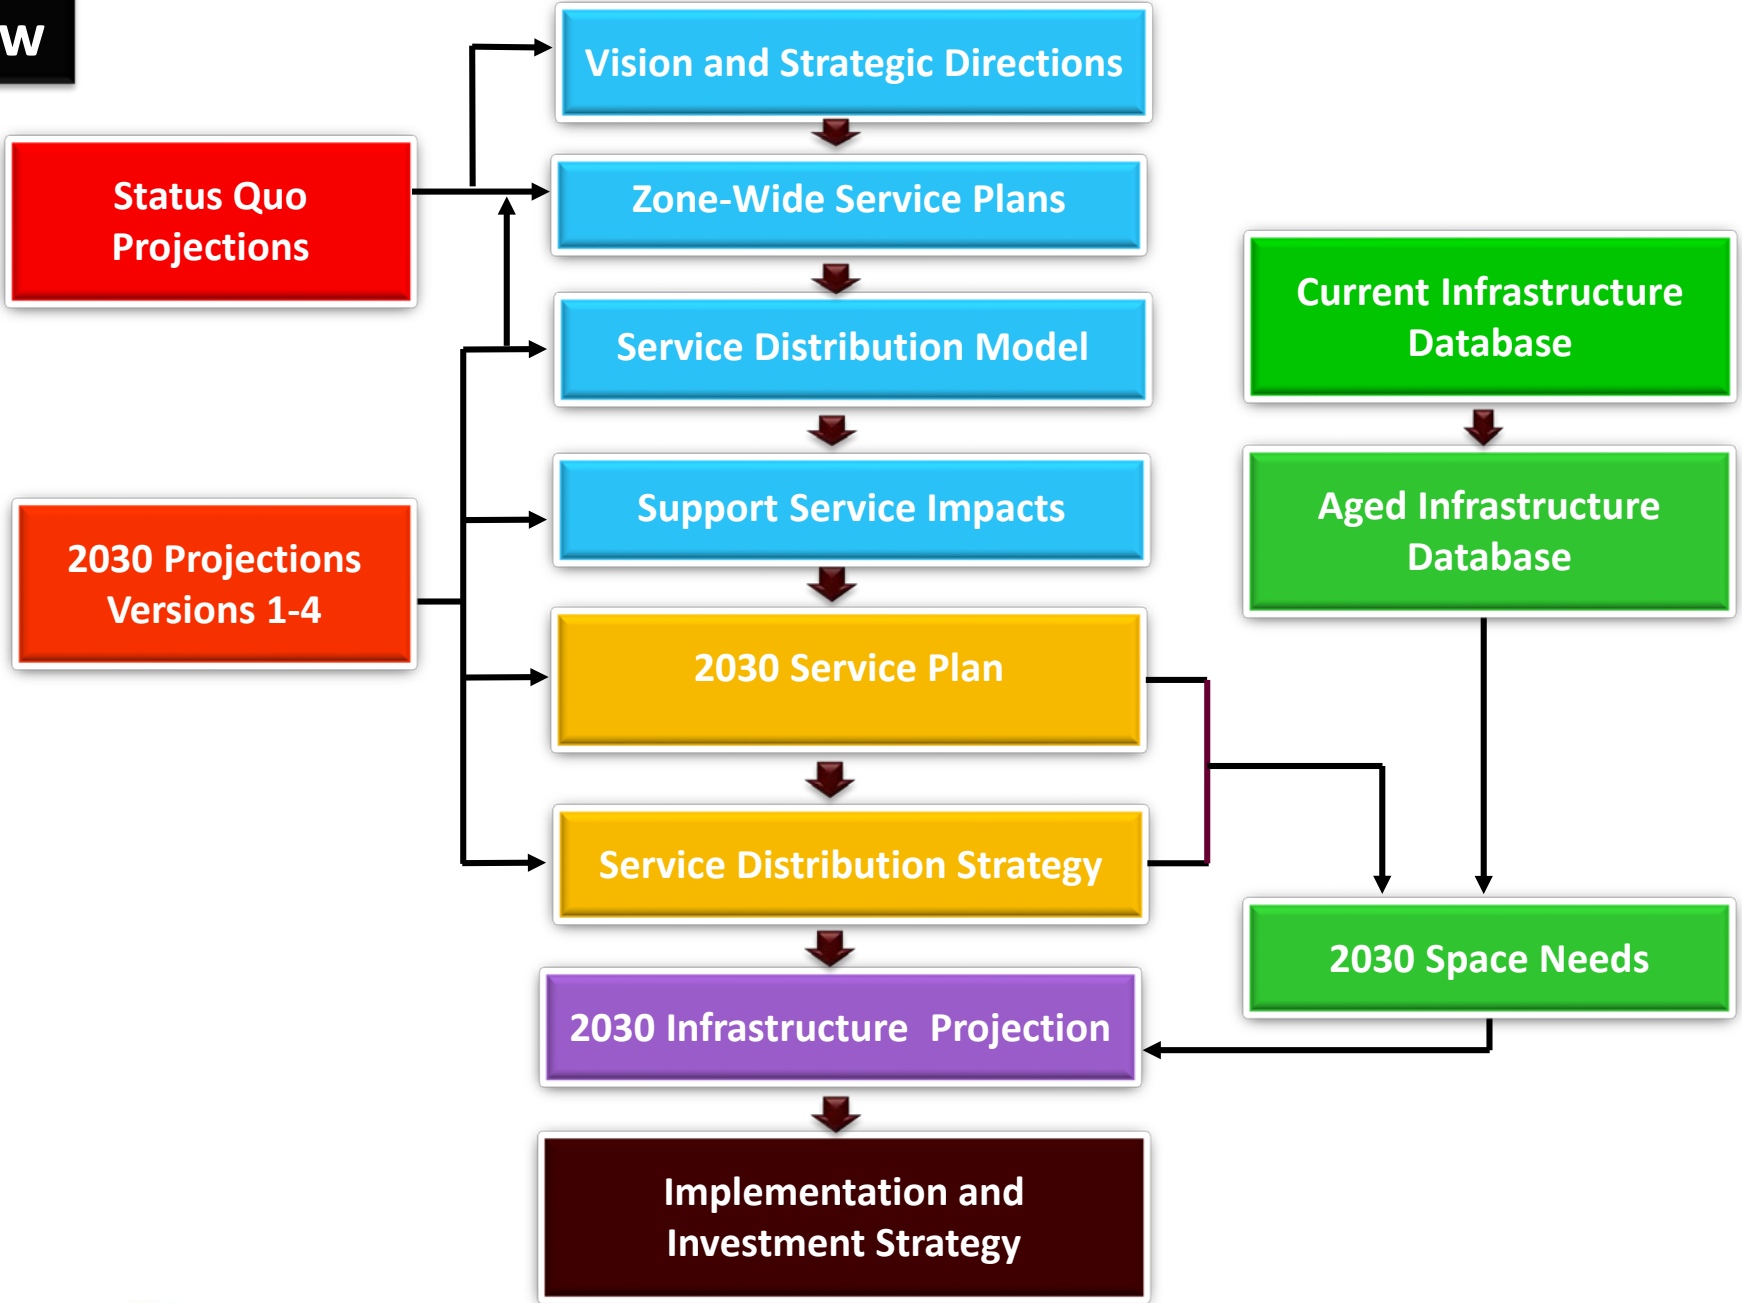 w
Vision and Strategic Directions
Status Quo
Projections
Zone-Wide Service Plans
Current Infrastructure
Database
Service Distribution Model
Support Service Impacts
Aged Infrastructure
Database
2030 Projections
Versions 1-4
2030 Service Plan
Service Distribution Strategy
2030 Space Needs
2030 Infrastructure  Projection
Implementation and
Investment Strategy